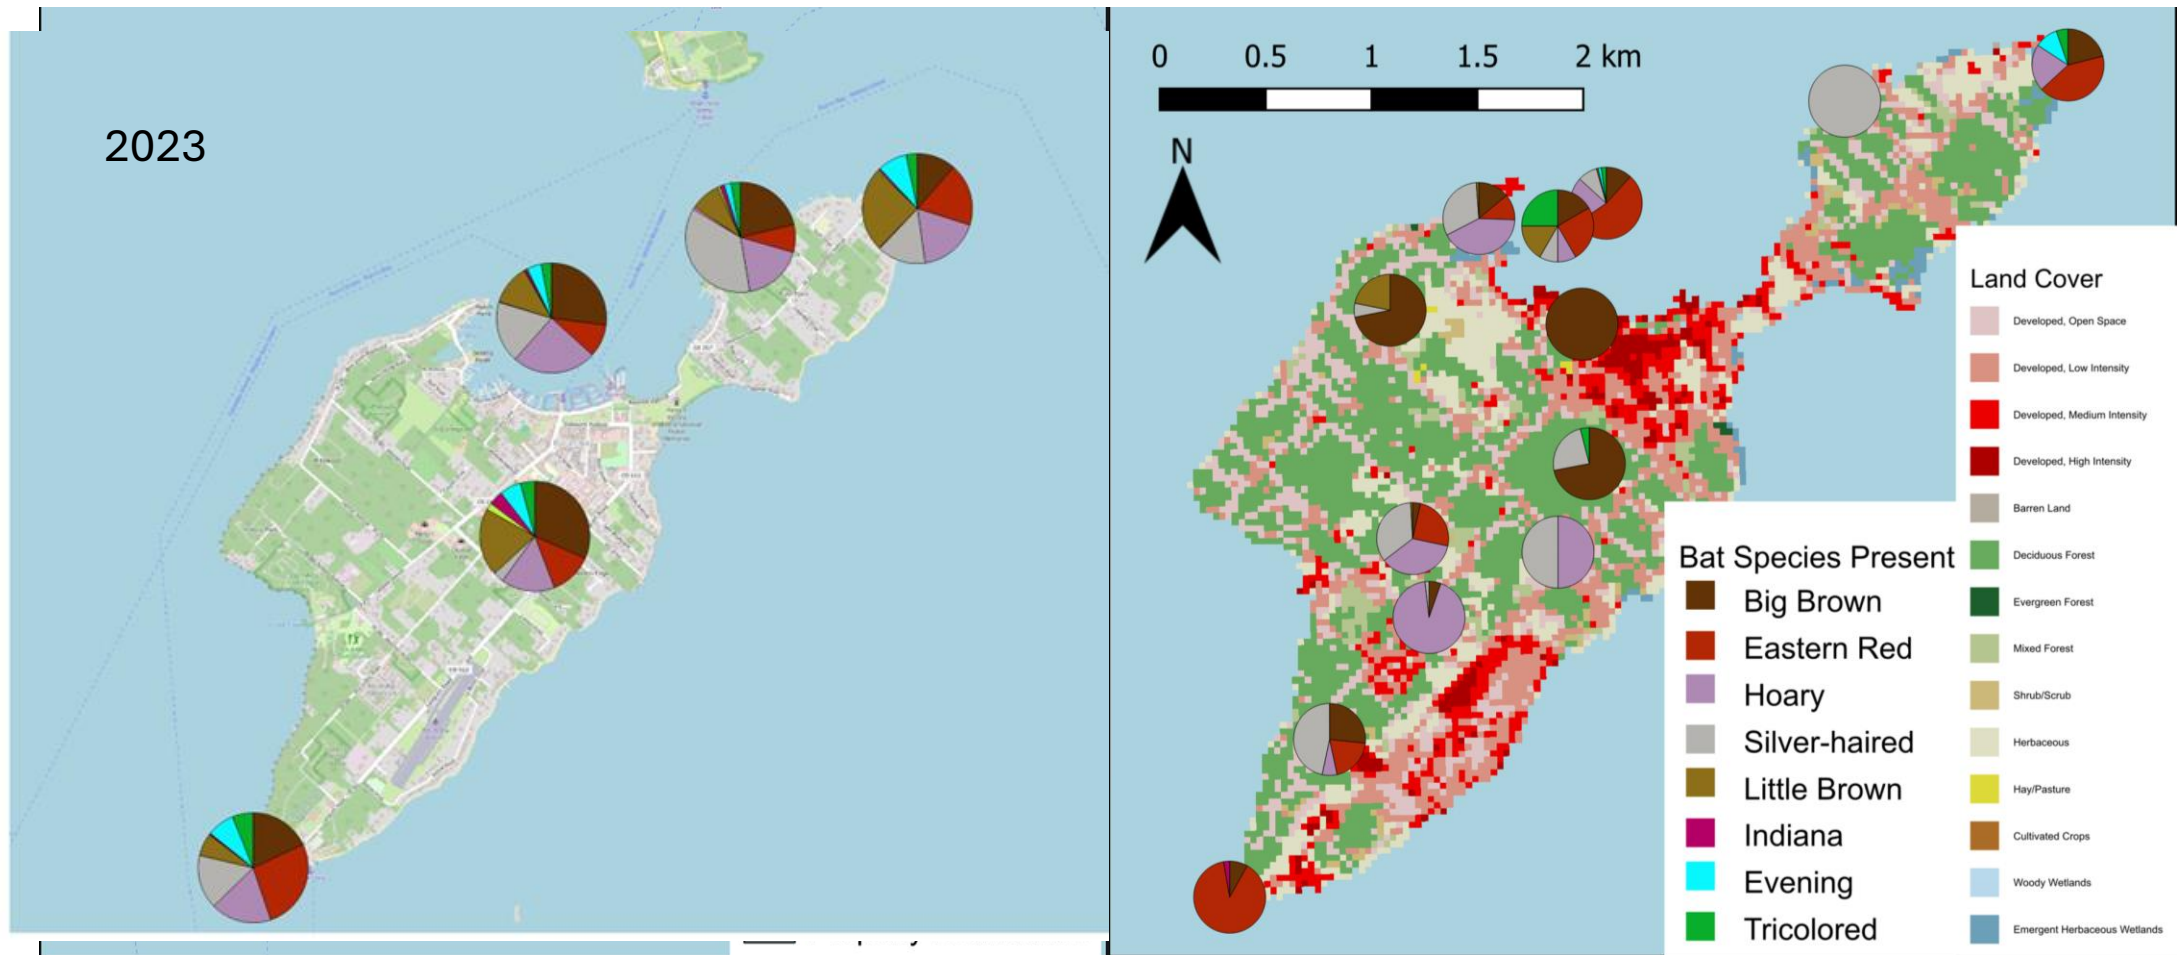 2023
0 0.5 1 1.5 2 km
N
Land Cover
Developed, Open Space
Developed, Low Intensity
Developed, Medium Intensity
Developed, High Intensity
Barren Land
Deciduous Forest
Evergreen Forest
Mixed Forest
Shrub/Scrub
Herbaceous
Hay/Pasture
Cultivated Crops
Woody Wetlands
Emergent Herbaceous Wetlands
Bat Species Present
Big Brown
Eastern Red
Hoary
Silver-haired
Little Brown
Indiana
Evening
Tricolored